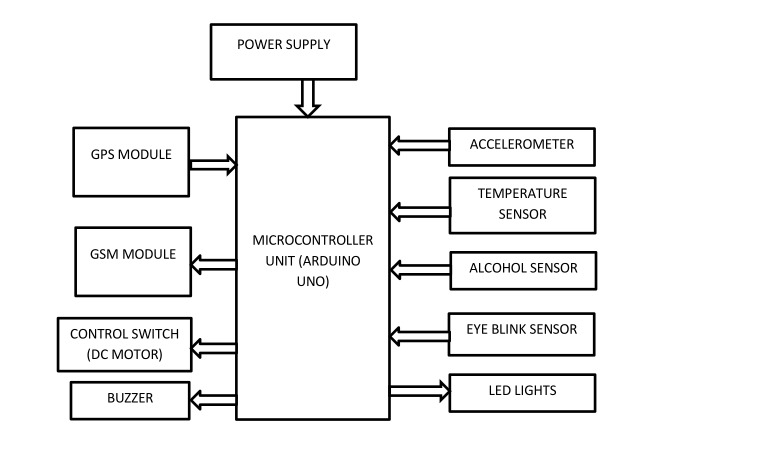 POWER SUPPLY
GPS MODULE
GSM MODULE
CONTROL SWITCH
(DC MOTOR)
BUZZER
MICROCONTROLLER
UNIT (ARDUINO
UNO)
ACCELEROMETER
TEMPERATURE
SENSOR
ALCOHOL SENSOR
EYE BLINK SENSOR
LED LIGHTS